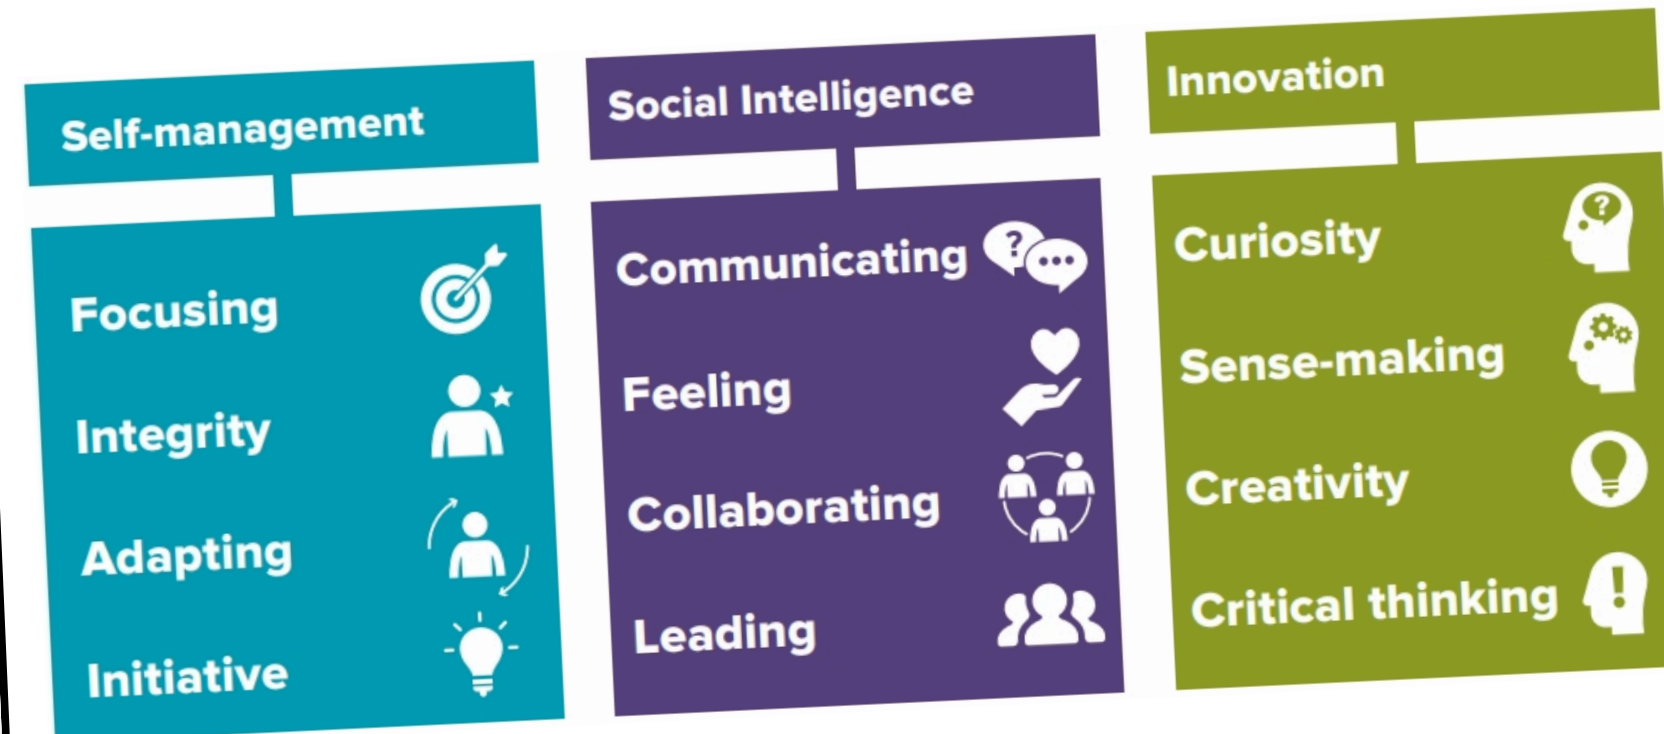 Self-management
Focusing
Integrity
Adapting
Initiative
Social Intelligence
Communicating
Feeling
Collaborating
Leading
Innovation
Curiosity
Sense-making
Creativity
Critical thinking